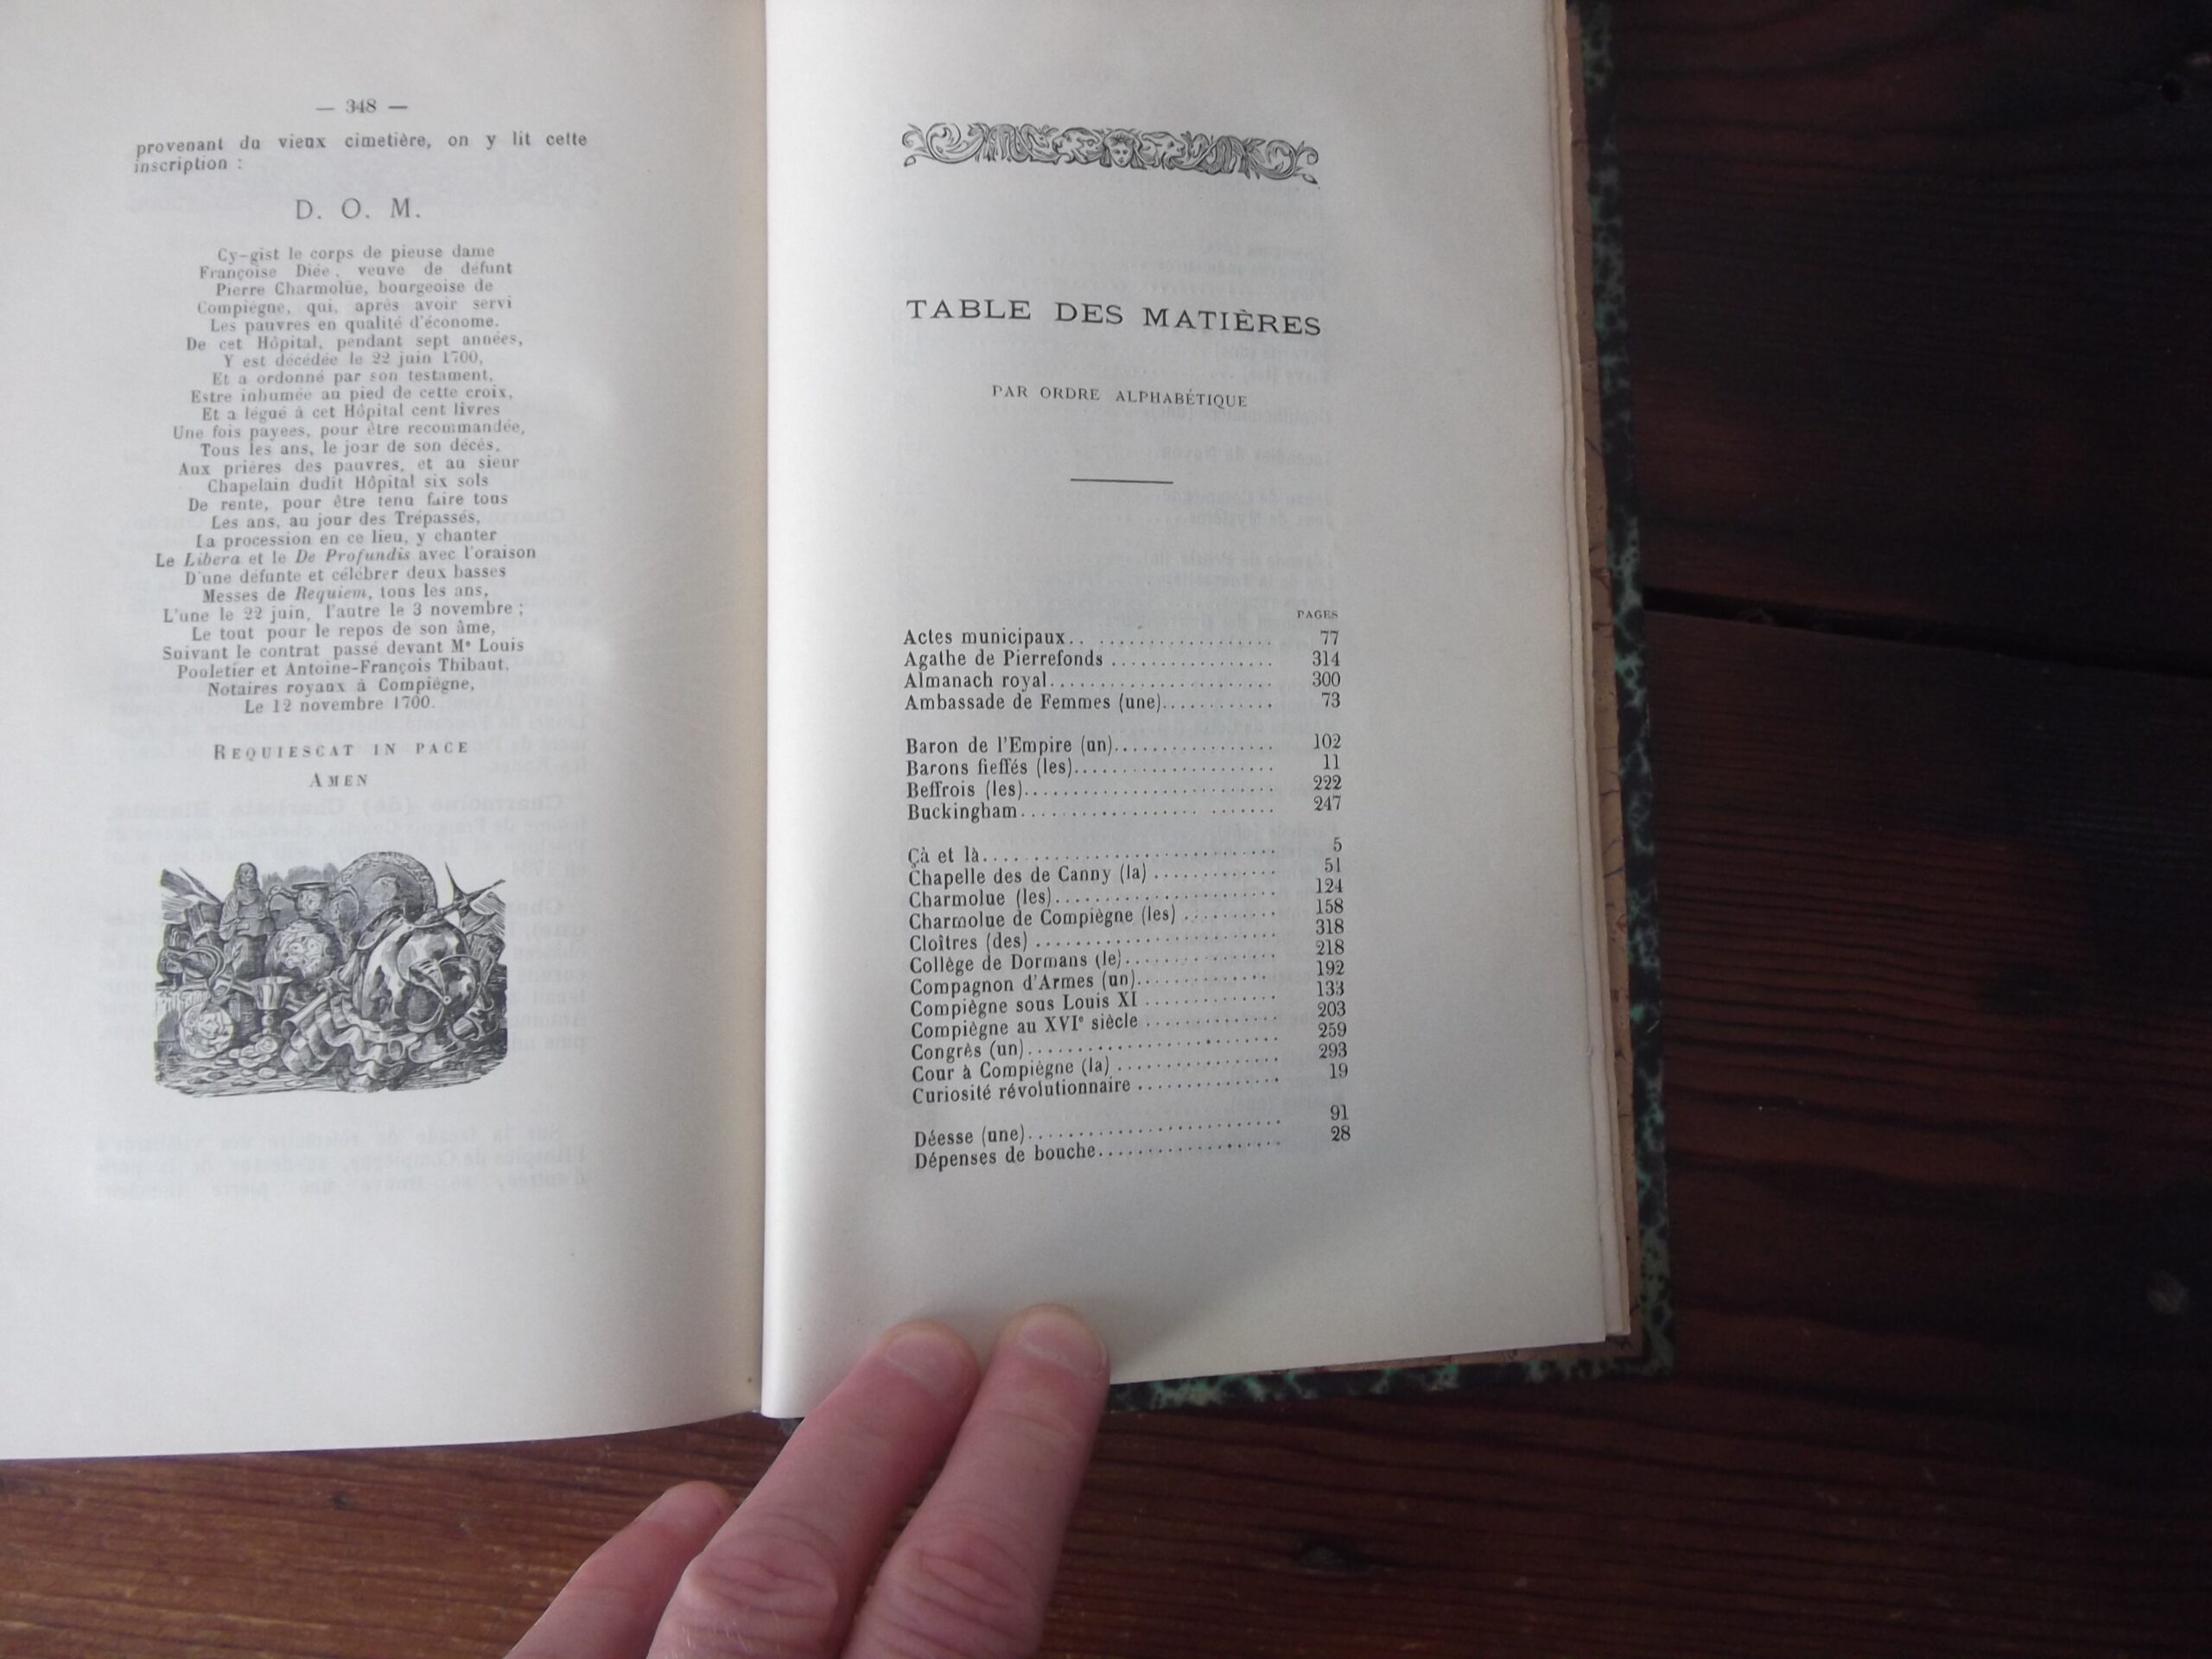 — 348 —
provenant du vieux cimetière, on y lit cette
inscription :
D. O. M.
Cy-gist le corps de pieuse dame
Françoise Diée, veuve de défunt
Pierre Charmolue, bourgeoise de
Compiègne, qui, après avoir servi
Les pauvres en qualité d'économe.
De cet Hôpital, pendant sept années,
Y est décédée le 22 juin 1700,
Et a ordonné par son testament,
Estre inhumée au pied de cette croix,
Et a légué à cet Hôpital cent livres
Une fois payees, pour être recommandée,
Tous les ans, le jour de son décès,
Aux prières des pauvres, et au sieur
Chapelain dudit Hôpital six sols
De rente, pour être tenu faire tous
Les ans, au jour des Trépassés,
La procession en ce lieu, y chanter
Le Libera et le De Profundis avec l'oraison
D'une défunte et célébrer deux basses
Messes de Requiem, tous les ans,
L'une le 22 juin, l'autre le 3 novembre ;
Le tout pour le repos de son âme,
Suivant le contrat passé devant Me Louis
Pouletier et Antoine-François Thibaut,
Notaires royaux à Compiègne,
Le 12 novembre 1700.
REQUIESCAT IN PACE
AMEN
TABLE DES MATIÈRES
PAR ORDRE ALPHABÉTIQUE
PAGES
Actes municipaux.. .................. 77
Agathe de Pierrefonds ................. 314
Almanach royal........................ 300
Ambassade de Femmes (une)............ 73
Baron de l'Empire (un)................. 102
Barons fieffés (les)...................... 11
Beffrois (les).......................... 222
Buckingham.......................... 247
Çà et là.............................. 5
Chapelle des de Canny (la) ............. 51
Charmolue (les)........................ 124
Charmolue de Compiègne (les) .......... 158
Cloîtres (des) ......................... 318
Collège de Dormans (le)................ 218
Compagnon d'Armes (un).............. 192
Compiègne sous Louis XI .............. 133
Compiègne au XVIe siècle .............. 203
Congrès (un).......................... 259
Cour à Compiègne (la) ................. 293
Curiosité révolutionnaire ............... 19
Déesse (une).......................... 91
Dépenses de bouche................... 28